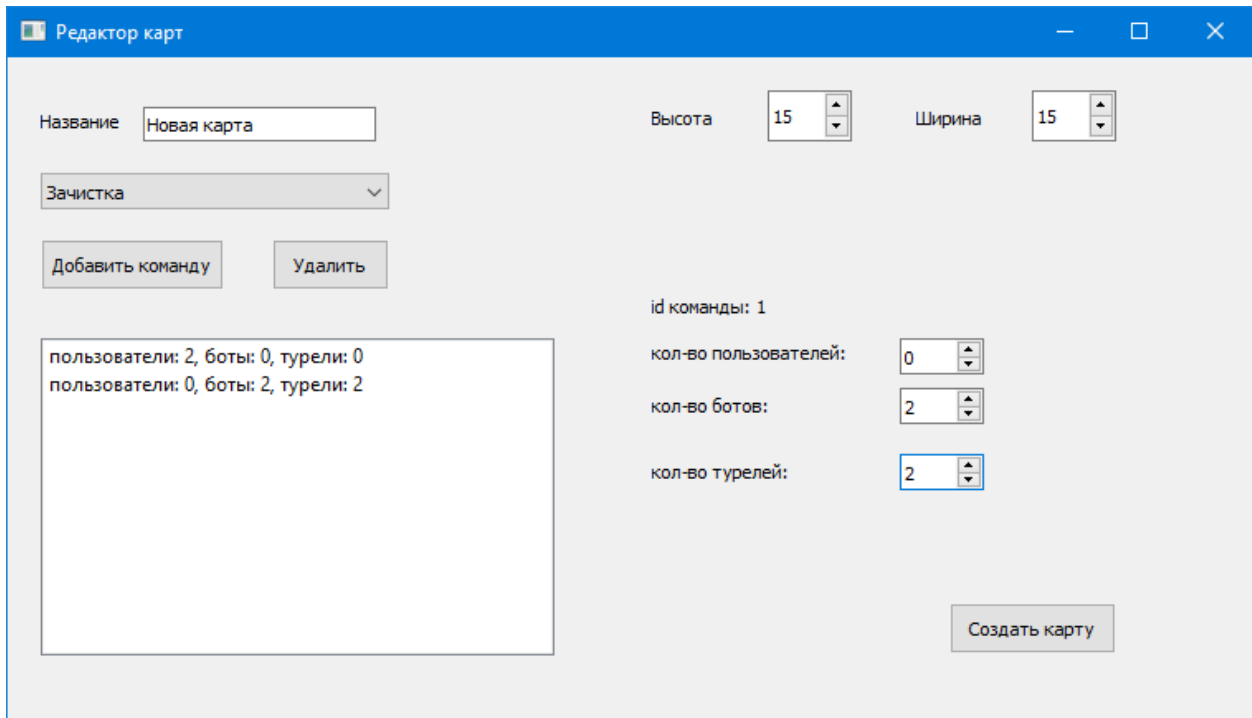 Редактор карт
Название Новая карта
Высота 15 Ширина 15
Зачистка
Добавить команду Удалить
id команды: 1
пользователи: 2, боты: 0, турели: 0
пользователи: 0, боты: 2, турели: 2
кол-во пользователей: 0
кол-во ботов: 2
кол-во турелей: 2
Создать карту